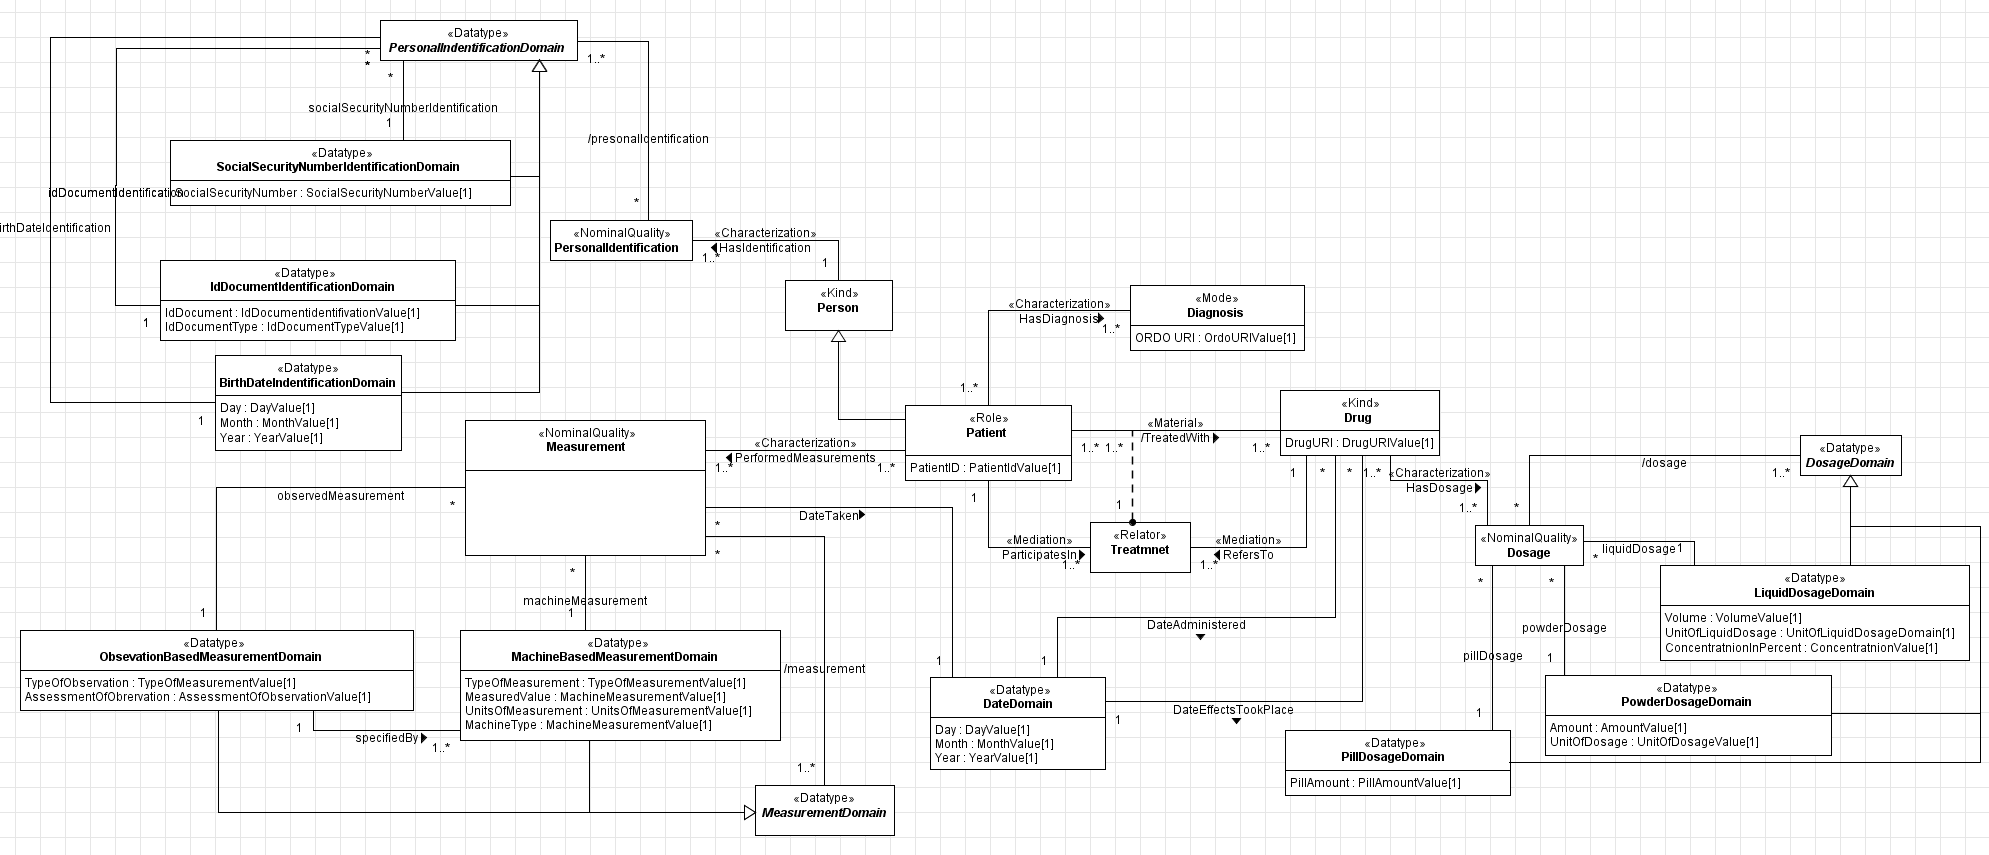 «Datatype»
PersonalIndentificationDomain
*
*
*
1..*
socialSecurityNumberIdentification
1
/presonalIdentification
«Datatype»
SocialSecurityNumberIdentificationDomain
SocialSecurityNumber : SocialSecurityNumberValue[1]
idDocumentIdentification
irthDateIdentification
*
«NominalQuality»
PersonalIdentification
«Characterization»
HasIdentification
1..*
1
«Datatype»
IdDocumentIdentificationDomain
IdDocument : IdDocumentidentifivationValue[1]
IdDocumentType : IdDocumentTypeValue[1]
1
«Kind»
Person
«Characterization»
HasDiagnosis
1..*
«Mode»
Diagnosis
ORDO URI : OrdoURIValue[1]
«Datatype»
BirthDateIndentificationDomain
Day : DayValue[1]
Month : MonthValue[1]
Year : YearValue[1]
1
1..*
«Role»
Patient
PatientID : PatientIdValue[1]
«Material»
/TreatedWith
1..*
1..*
1..*
«Kind»
Drug
DrugURI : DrugURIValue[1]
«NominalQuality»
Measurement
«Characterization»
PerformedMeasurements
1..*
1..*
«Datatype»
DosageDomain
/dosage
1..*
*
1
*
*
1..*
«Characterization»
HasDosage
1..*
observedMeasurement
*
1
DateTaken
*
*
1
1
«Relator»
Treatmnet
«Mediation»
ParticipatesIn
1..*
«Mediation»
RefersTo
1..*
«NominalQuality»
Dosage
liquidDosage
*
1
*
*
«Datatype»
LiquidDosageDomain
Volume : VolumeValue[1]
UnitOfLiquidDosage : UnitOfLiquidDosageDomain[1]
ConcentratnionInPercent : ConcentratnionValue[1]
*
machineMeasurement
1
1
DateAdministered
powderDosage
pillDosage
1
«Datatype»
ObsevationBasedMeasurementDomain
TypeOfObservation : TypeOfMeasurementValue[1]
AssessmentOfObrervation : AssessmentOfObservationValue[1]
«Datatype»
MachineBasedMeasurementDomain
TypeOfMeasurement : TypeOfMeasurementValue[1]
MeasuredValue : MachineMeasurementValue[1]
UnitsOfMeasurement : UnitsOfMeasurementValue[1]
MachineType : MachineMeasurementValue[1]
/measurement
1
1
«Datatype»
DateDomain
Day : DayValue[1]
Month : MonthValue[1]
Year : YearValue[1]
1
DateEffectsTookPlace
1
«Datatype»
PowderDosageDomain
Amount : AmountValue[1]
UnitOfDosage : UnitOfDosageValue[1]
1
specifiedBy
1..*
«Datatype»
PillDosageDomain
PillAmount : PillAmountValue[1]
1..*
«Datatype»
MeasurementDomain